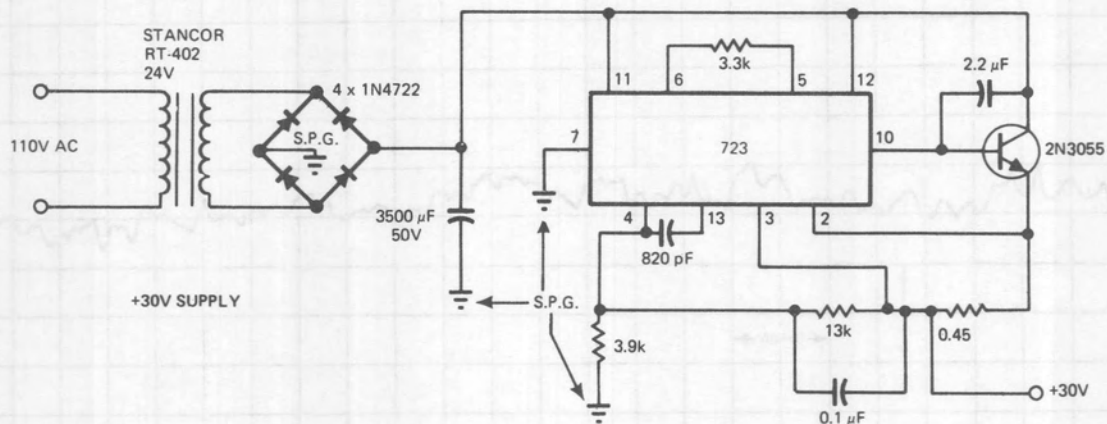 STANCOR
RT-402
24V
110V AC
4 x 1N4722
S.P.G.
3500 µF
50V
+30V SUPPLY
S.P.G.
11
6
3.3k
5
12
2.2 µF
7
723
10
2N3055
4
13
3
2
820 pF
3.9k
13k
0.45
0.1 µF
+30V